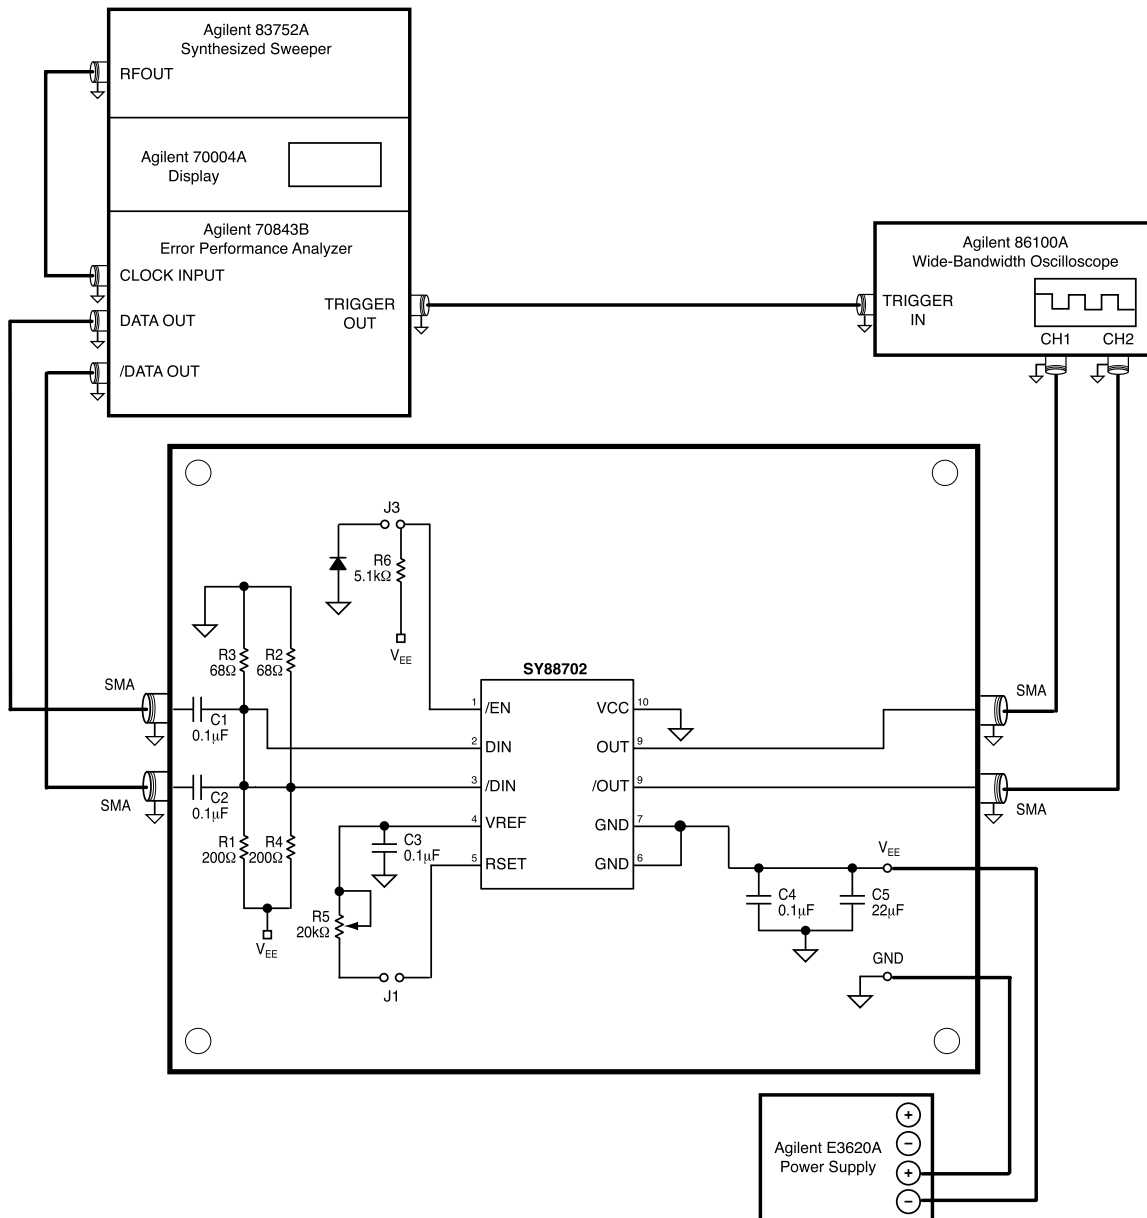 Agilent 83752A
Synthesized Sweeper
RFOUT
Agilent 70004A
Display
Agilent 70843B
Error Performance Analyzer
CLOCK INPUT
DATA OUT
/DATA OUT
TRIGGER
OUT
Agilent 86100A
Wide-Bandwidth Oscilloscope
TRIGGER
IN
CH1
CH2
J3
R6
5.1kΩ
VEE
R3
68Ω
R2
68Ω
SMA
C1
0.1µF
SMA
C2
0.1µF
R1
200Ω
R4
200Ω
VEE
SY88702
1
/EN
2
DIN
3
/DIN
4
VREF
5
RSET
VCC
10
OUT
9
/OUT
9
GND
7
GND
6
C3
0.1µF
R5
20kΩ
J1
SMA
SMA
VEE
C4
0.1µF
C5
22µF
GND
Agilent E3620A
Power Supply
+
−
+
−